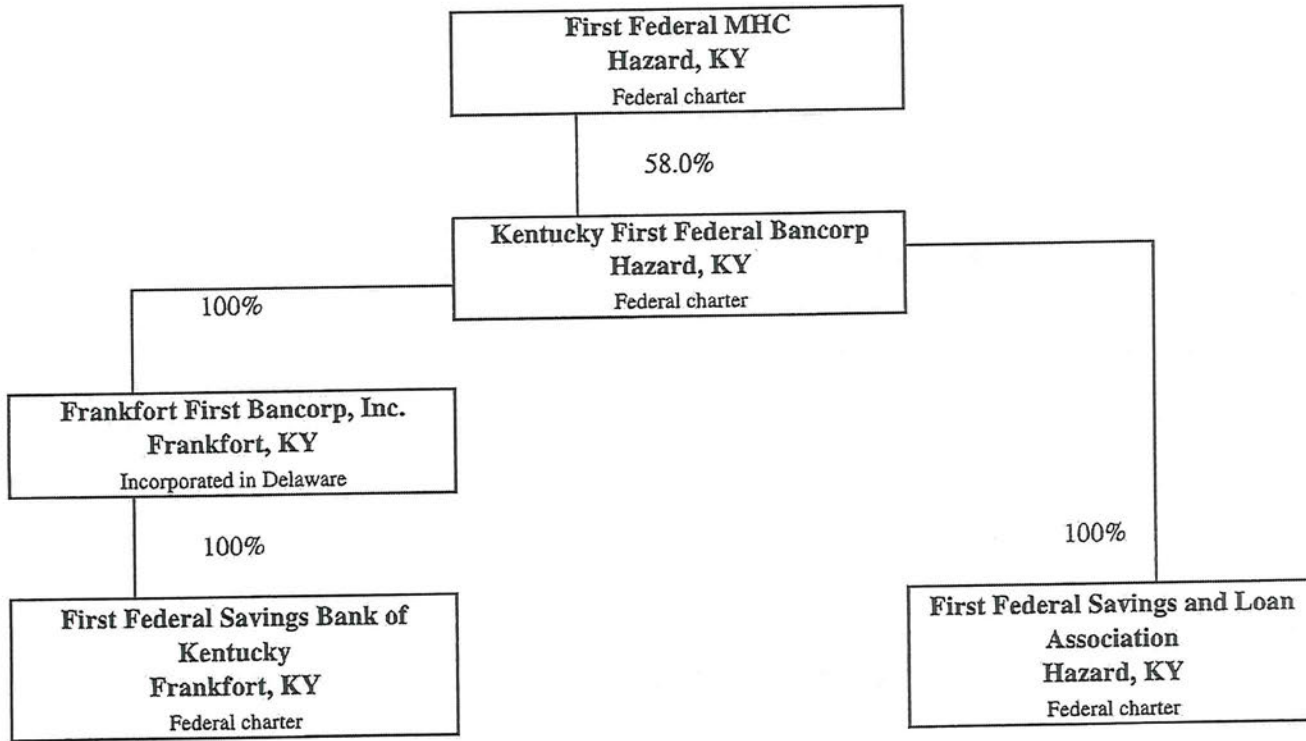 First Federal MHC
Hazard, KY
Federal charter
58.0%
Kentucky First Federal Bancorp
Hazard, KY
Federal charter
100%
Frankfort First Bancorp, Inc.
Frankfort, KY
Incorporated in Delaware
100%
100%
First Federal Savings Bank of
Kentucky
Frankfort, KY
Federal charter
First Federal Savings and Loan
Association
Hazard, KY
Federal charter